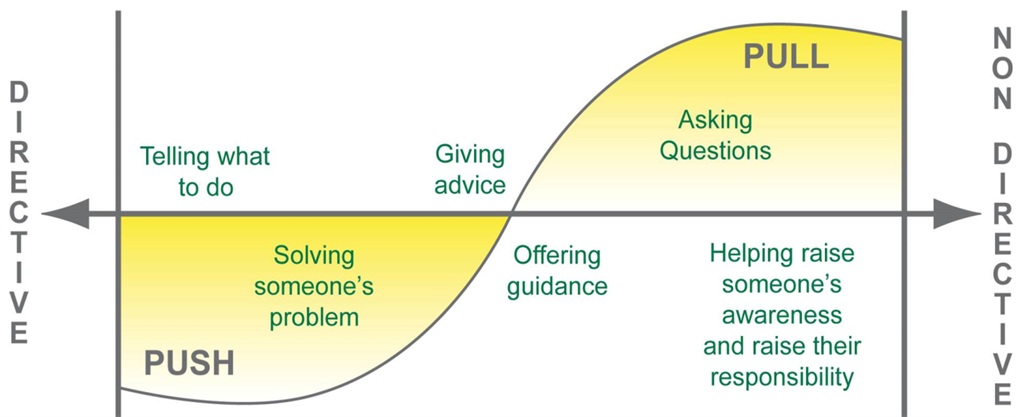 DIRECTIVE
Telling what
to do
Giving
advice
PULL
Asking
Questions
Solving
someone's
problem
PUSH
Offering
guidance
Helping raise
someone's
awareness
and raise their
responsibility
NON DIRECTIVE